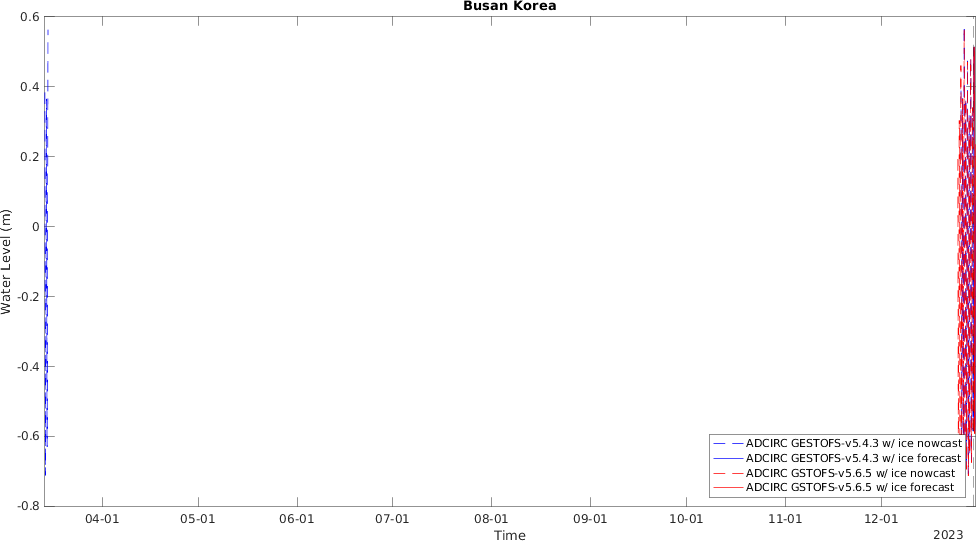 Busan Korea
0.6
0.4
0.2
0
-0.2
-0.4
-0.6
-0.8
Water Level (m)
04-01 05-01 06-01 07-01 08-01 09-01 10-01 11-01 12-01
Time
2023
ADCIRC GESTOFS-v5.4.3 w/ ice nowcast
ADCIRC GESTOFS-v5.4.3 w/ ice forecast
ADCIRC GSTOFS-v5.6.5 w/ ice nowcast
ADCIRC GSTOFS-v5.6.5 w/ ice forecast